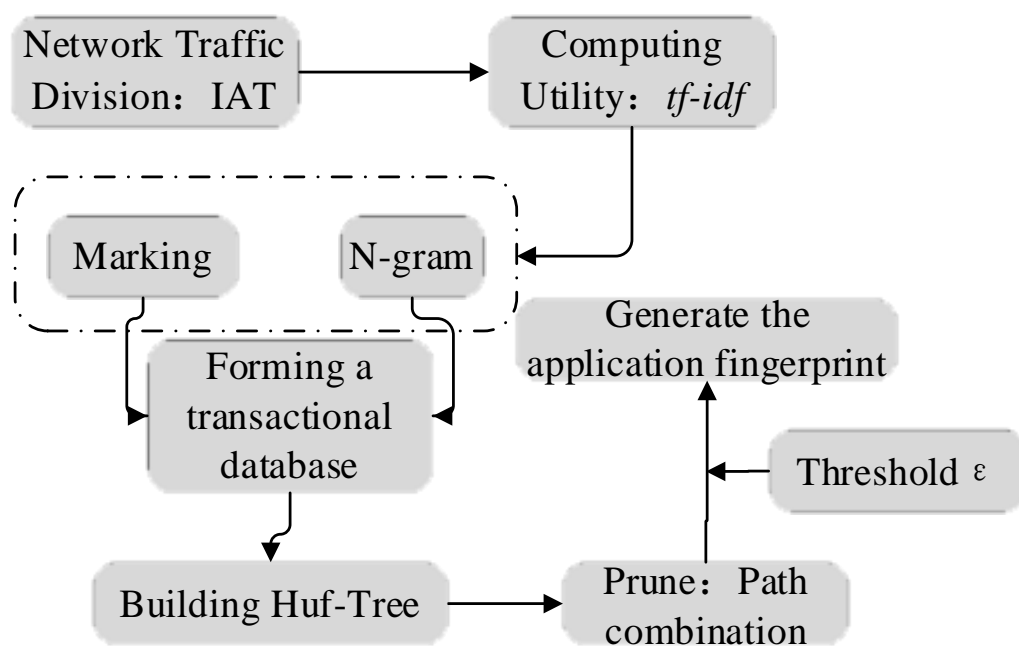 Network Traffic
Division：IAT
Computing
Utility：tf-idf
Marking
N-gram
Forming a
transactional
database
Building Huf-Tree
Prune：Path
combination
Threshold ε
Generate the
application fingerprint